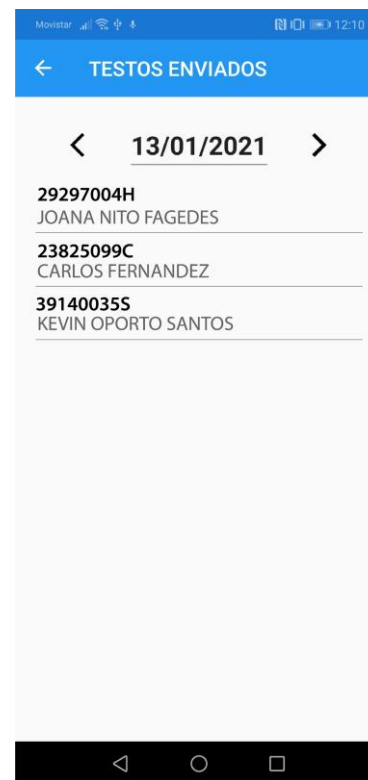 Movistar 12:10
TESTOS ENVIADOS
13/01/2021
29297004H
JOANA NITO FAGEDES
23825099C
CARLOS FERNANDEZ
39140035S
KEVIN OPORTO SANTOS